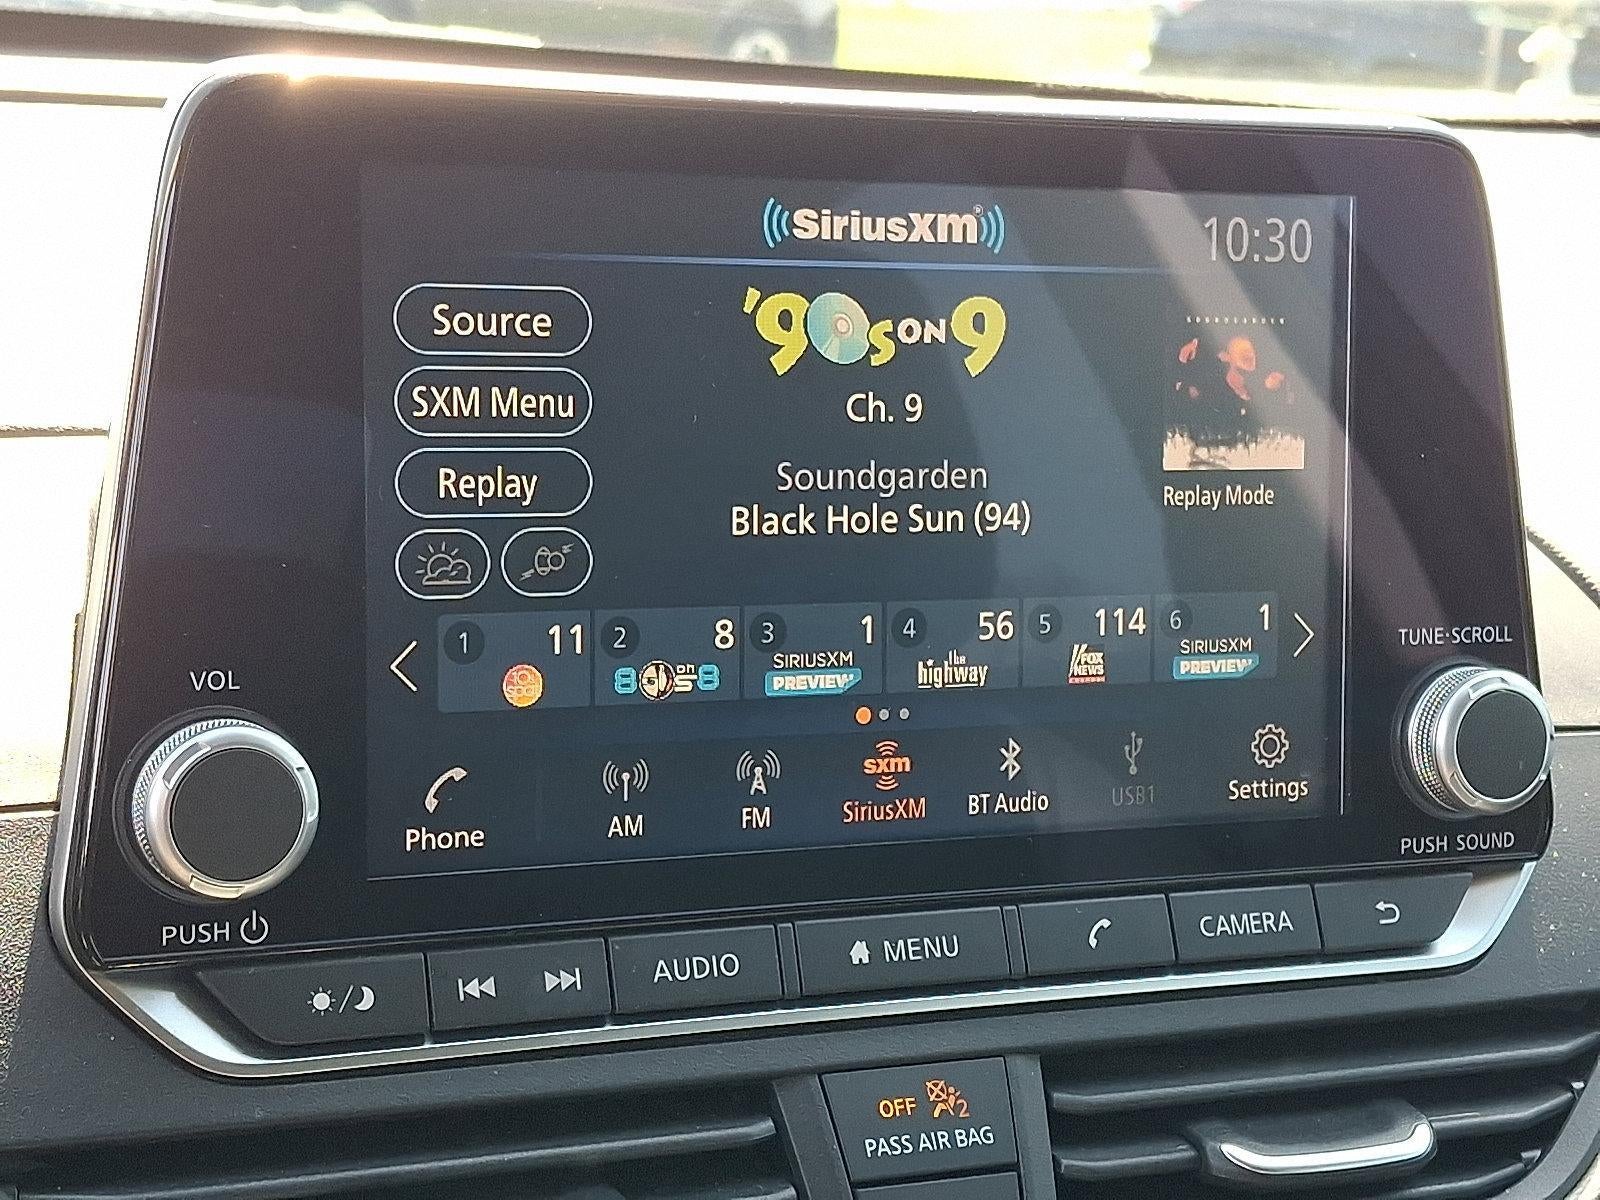 SiriusXM®
10:30
Source
'90s ON 9
SOUNDGARDEN
SXM Menu
Ch. 9
Replay
Soundgarden
Black Hole Sun (94)
Replay Mode
1 11
2 8
3 1
4 56
5 114
6 1
8 0s on 8
SIRIUSXM
PREVIEW
the
highway
FOX
NEWS
SIRIUSXM
PREVIEW
VOL
TUNE·SCROLL
Phone
AM
FM
sxm
SiriusXM
BT Audio
USB1
Settings
PUSH
PUSH SOUND
AUDIO
MENU
CAMERA
OFF 2
PASS AIR BAG